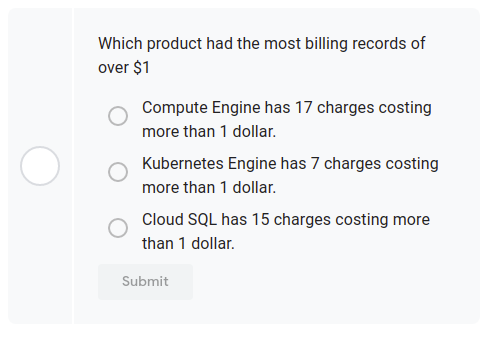 Which product had the most billing records of
over $1
Compute Engine has 17 charges costing
more than 1 dollar.
Kubernetes Engine has 7 charges costing
more than 1 dollar.
Cloud SQL has 15 charges costing more
than 1 dollar.
Submit